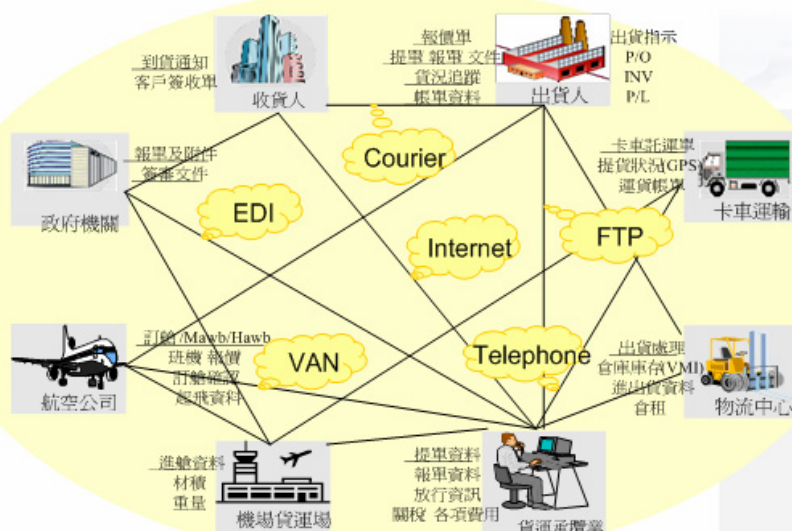 到貨通知
客戶簽收單
收貨人
報價單
提單 報單 文件
貨況追蹤
帳單資料
出貨人
出貨指示
P/O
INV
P/L
報單及附件
簽審文件
政府機關
Courier
卡車託運單
提貨狀況(GPS)
運貨帳單
卡車運輸
EDI
Internet
FTP
訂艙/Mawb/Hawb
班機 報價
訂艙確認
起飛資料
航空公司
VAN
Telephone
出貨處理
倉庫庫存(VMI)
進出貨資料
倉租
物流中心
進艙資料
材積
重量
機場貨運場
提單資料
報單資料
放行資訊
關稅 各項費用
貨運承攬業